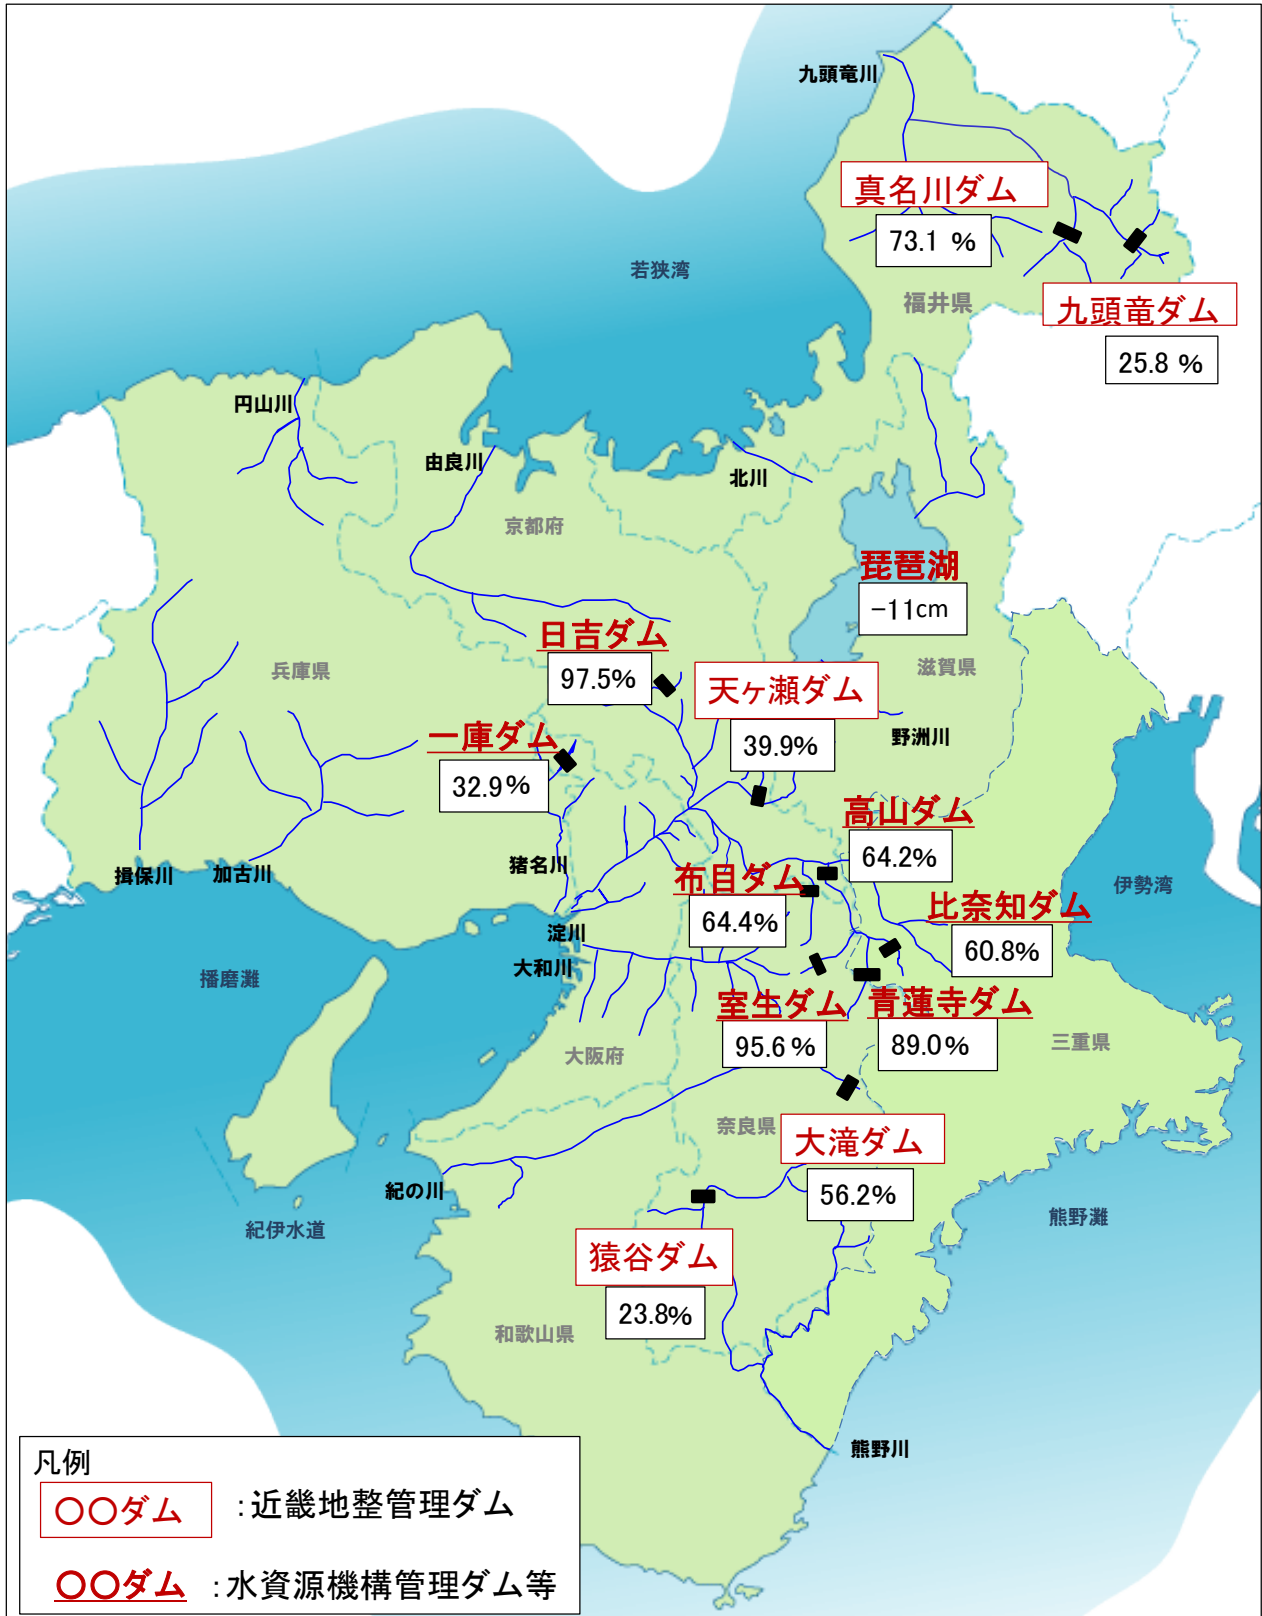 九頭竜川
真名川ダム
73.1 %
若狭湾
福井県
九頭竜ダム
25.8 %
円山川
由良川
北川
京都府
琵琶湖
-11cm
日吉ダム
97.5%
兵庫県
滋賀県
天ヶ瀬ダム
39.9%
野洲川
一庫ダム
32.9%
高山ダム
64.2%
猪名川
揖保川
加古川
布目ダム
64.4%
伊勢湾
比奈知ダム
60.8%
淀川
大和川
播磨灘
室生ダム
95.6%
青蓮寺ダム
89.0%
大阪府
三重県
奈良県
大滝ダム
56.2%
紀の川
紀伊水道
熊野灘
猿谷ダム
23.8%
和歌山県
熊野川
凡例
〇〇ダム :近畿地整管理ダム
〇〇ダム :水資源機構管理ダム等